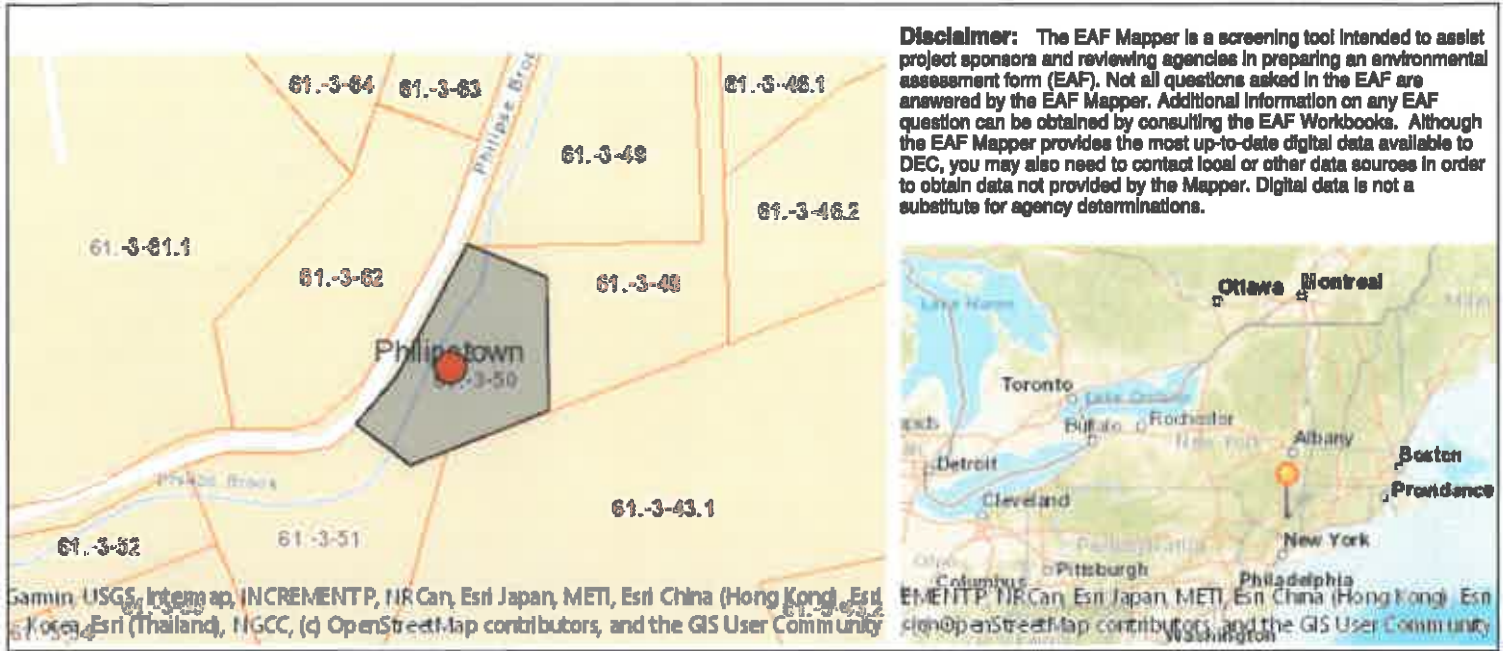 Disclaimer: The EAF Mapper is a screening tool intended to assist
project sponsors and reviewing agencies in preparing an environmental
assessment form (EAF). Not all questions asked in the EAF are
answered by the EAF Mapper. Additional information on any EAF
question can be obtained by consulting the EAF Workbooks. Although
the EAF Mapper provides the most up-to-date digital data available to
DEC, you may also need to contact local or other data sources in order
to obtain data not provided by the Mapper. Digital data is not a
substitute for agency determinations.
61.-3-64
61.-3-63
61.-3-46.1
Philipse
61.-3-46.2
61.-3-61.1
61.-3-62
Philipstown
61.-3-50
61.-3-43.1
61.-3-52
61.-3-51
Garmin, USGS, Intermap, INCREMENT P, NRCan, Esri Japan, METI, Esri China (Hong Kong), Esri
Korea, Esri (Thailand), NGCC, (c) OpenStreetMap contributors, and the GIS User Community
Ottawa
Montreal
Lake Huron
Toronto
Lake Ontario
Rochester
Buffalo
New York
Albany
Boston
Detroit
Providence
Cleveland
New York
Pennsylvania
Pittsburgh
Columbus
Philadelphia
EMENT P, NRCan, Esri Japan, METI, Esri China (Hong Kong), Esri
OpenStreetMap contributors, and the GIS User Community
Washington